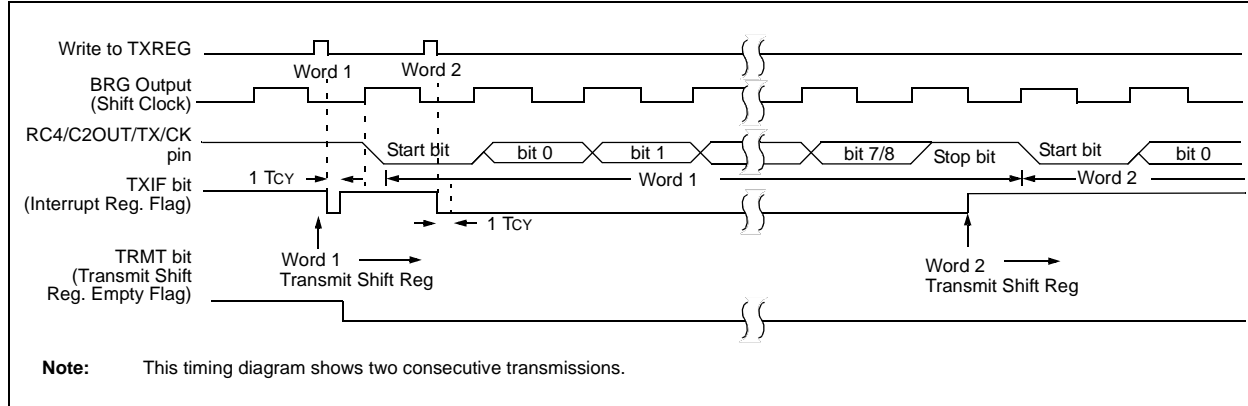 Write to TXREG
Word 1
Word 2
BRG Output
(Shift Clock)
RC4/C2OUT/TX/CK
pin
Start bit
bit 0
bit 1
bit 7/8
Stop bit
Start bit
bit 0
1 TCY
Word 1
Word 2
TXIF bit
(Interrupt Reg. Flag)
1 TCY
Word 1
Transmit Shift Reg
Word 2
Transmit Shift Reg
TRMT bit
(Transmit Shift
Reg. Empty Flag)
Note: This timing diagram shows two consecutive transmissions.